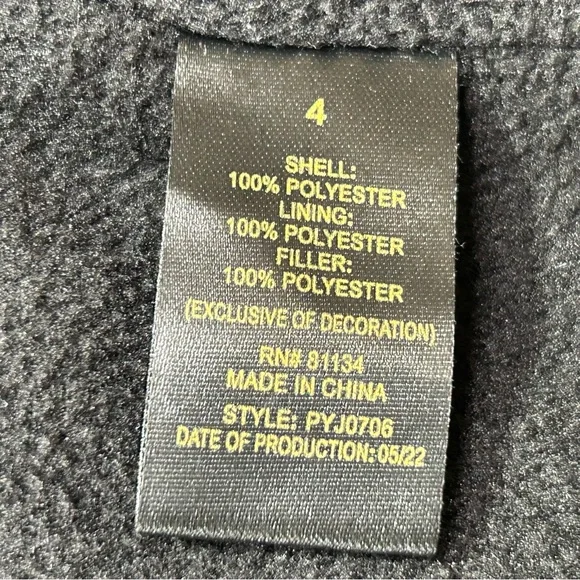 4
SHELL:
100% POLYESTER
LINING:
100% POLYESTER
FILLER:
100% POLYESTER
(EXCLUSIVE OF DECORATION)
RN# 81134
MADE IN CHINA
STYLE: PYJ0706
DATE OF PRODUCTION: 05/22